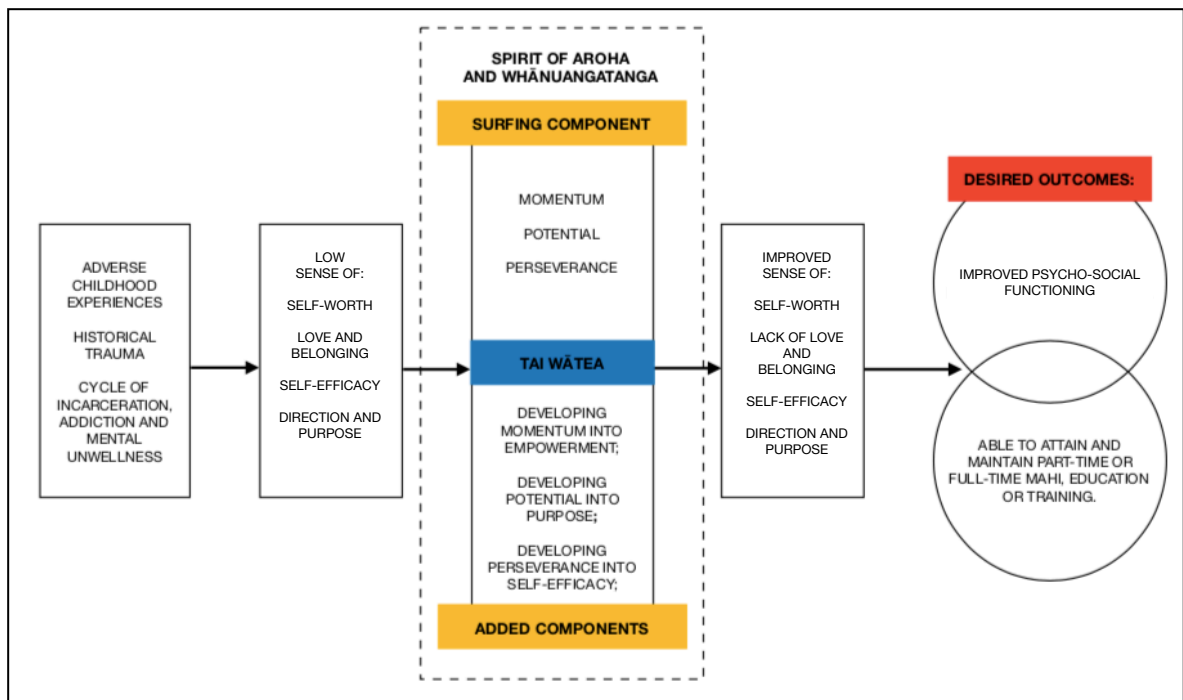 ADVERSE
CHILDHOOD
EXPERIENCES
HISTORICAL
TRAUMA
CYCLE OF
INCARCERATION,
ADDICTION AND
MENTAL
UNWELLNESS
LOW
SENSE OF:
SELF-WORTH
LOVE AND
BELONGING
SELF-EFFICACY
DIRECTION AND
PURPOSE
SPIRIT OF AROHA
AND WHĀNUANGATANGA
SURFING COMPONENT
MOMENTUM
POTENTIAL
PERSEVERANCE
TAI WĀTEA
DEVELOPING
MOMENTUM INTO
EMPOWERMENT;
DEVELOPING
POTENTIAL INTO
PURPOSE;
DEVELOPING
PERSEVERANCE INTO
SELF-EFFICACY;
ADDED COMPONENTS
IMPROVED
SENSE OF:
SELF-WORTH
LACK OF LOVE
AND
BELONGING
SELF-EFFICACY
DIRECTION AND
PURPOSE
DESIRED OUTCOMES:
IMPROVED PSYCHO-SOCIAL
FUNCTIONING
ABLE TO ATTAIN AND
MAINTAIN PART-TIME OR
FULL-TIME MAHI, EDUCATION
OR TRAINING.